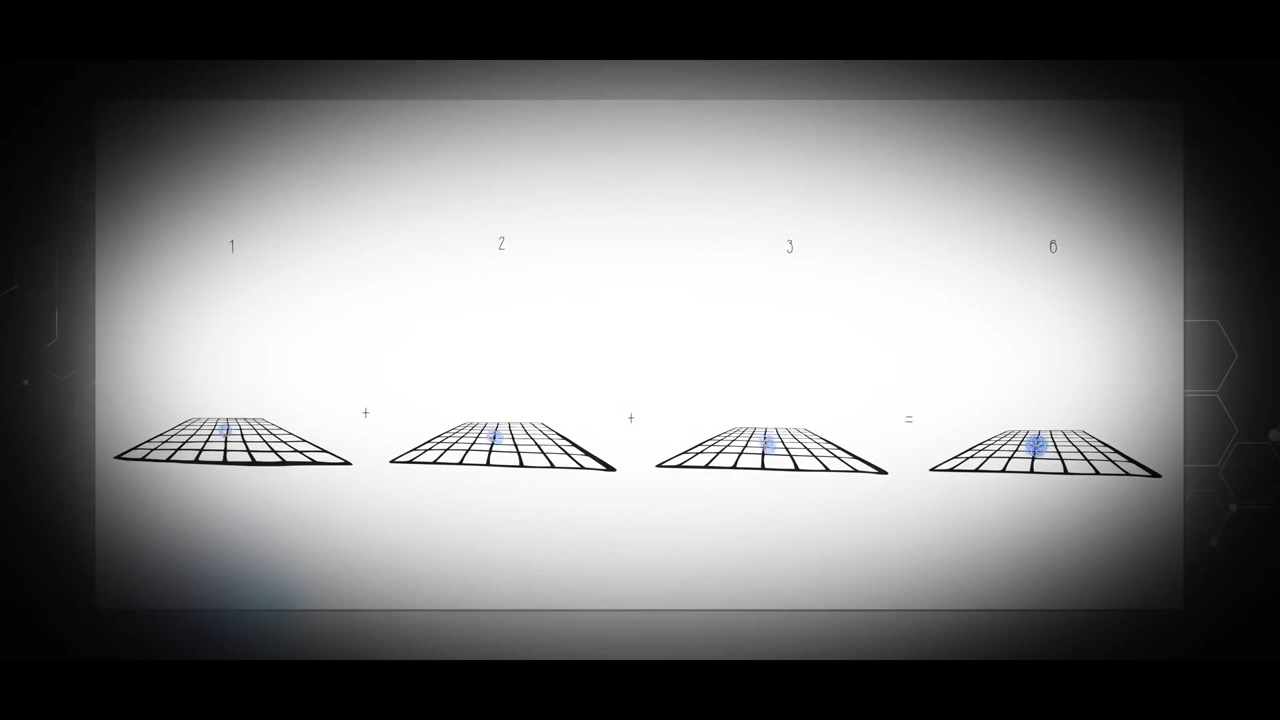 1 2 3 6
+ + =